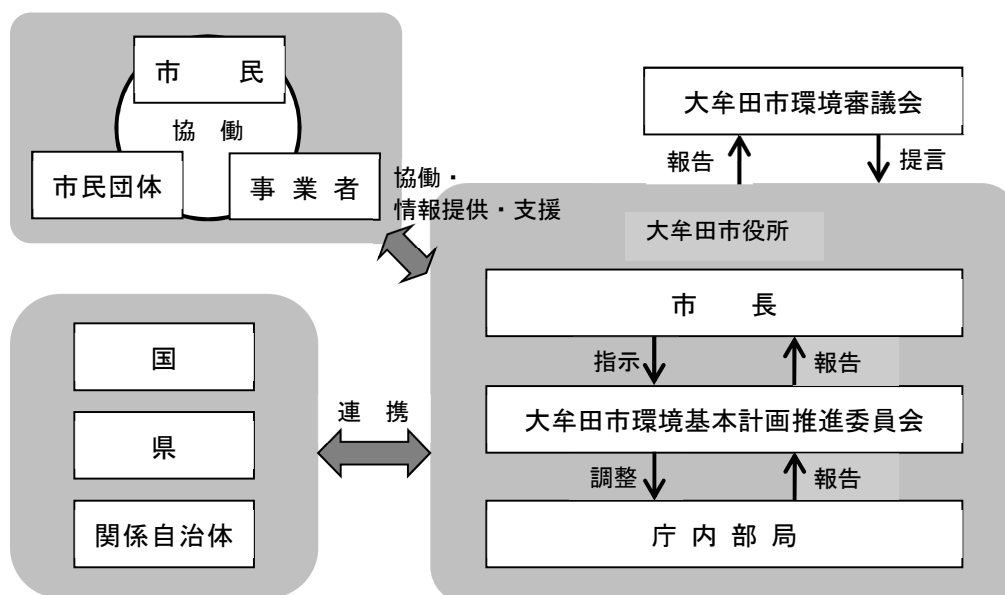 市　　民
協　働
市民団体
事 業 者
大牟田市環境審議会
報告
提言
協働・
情報提供・支援
大牟田市役所
市　　長
指示
報告
大牟田市環境基本計画推進委員会
調整
報告
庁 内 部 局
国
県
関係自治体
連　携